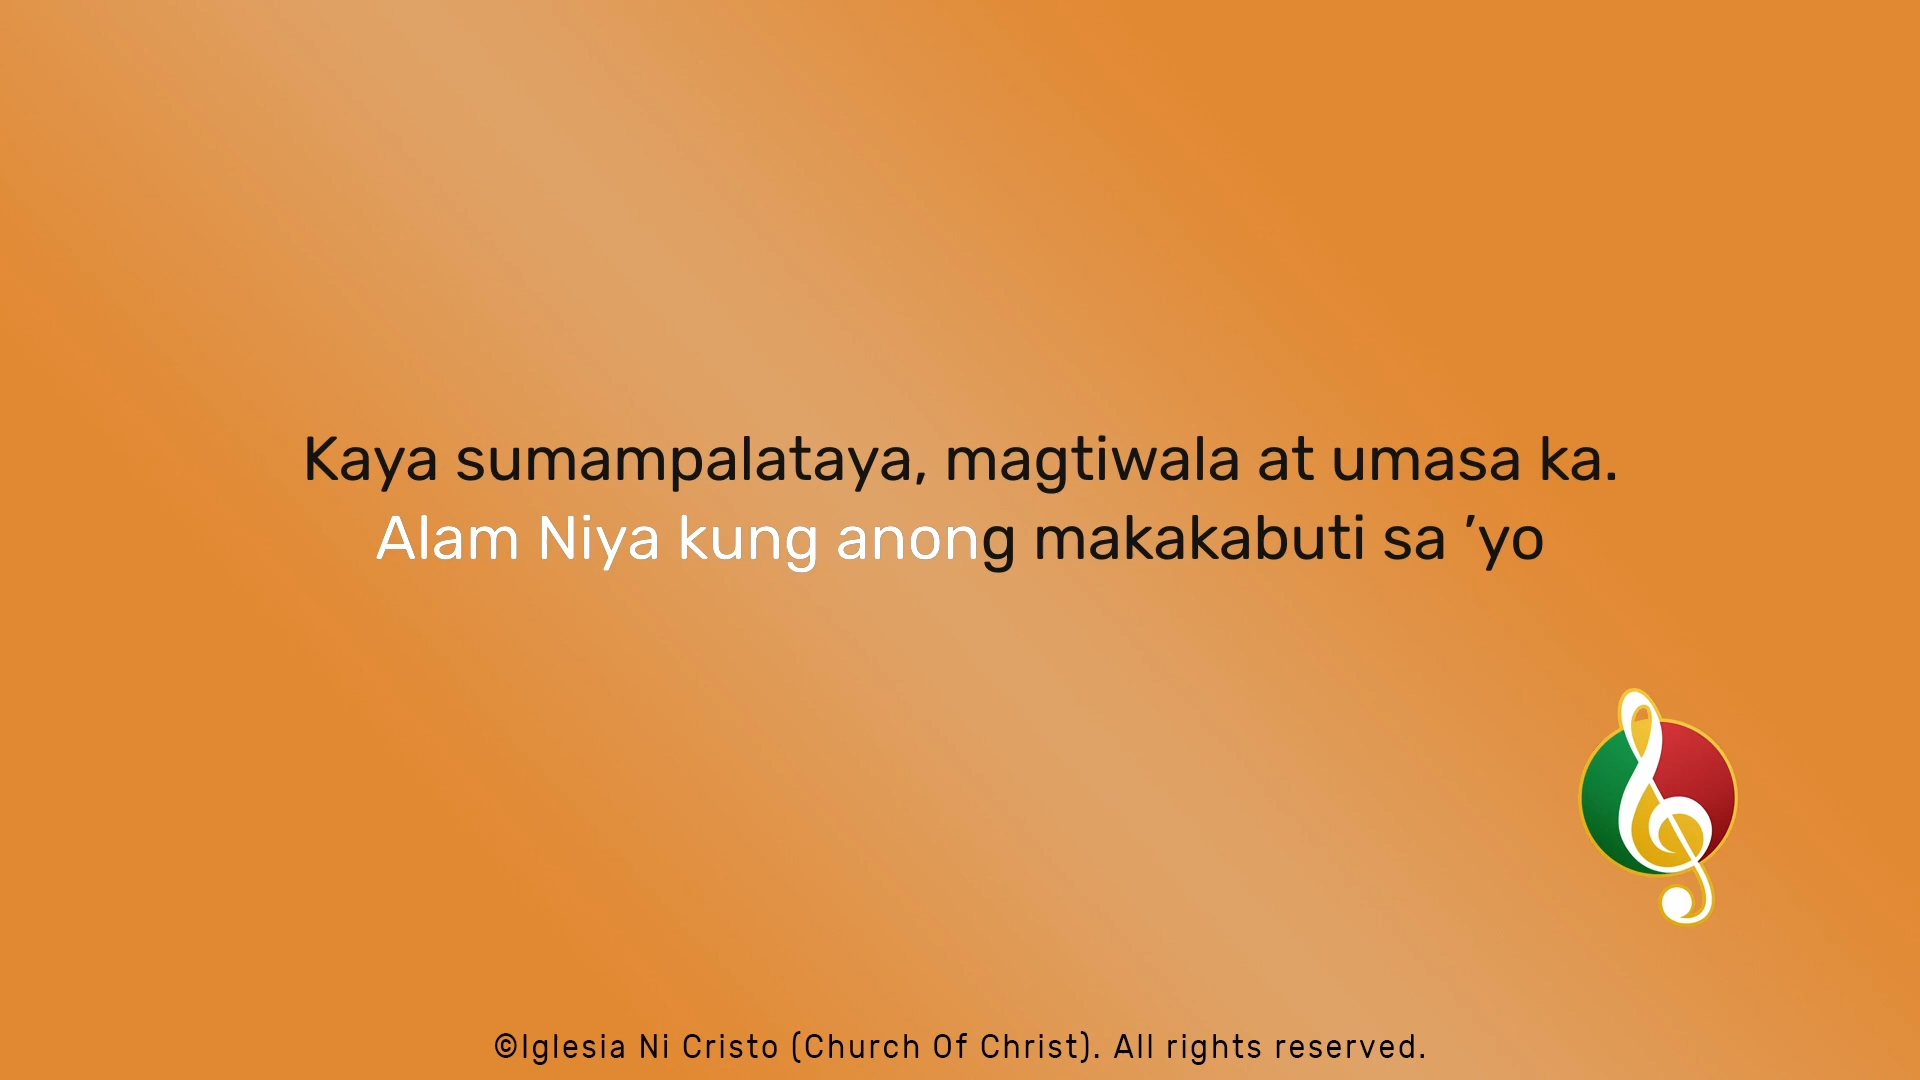 Kaya sumampalataya, magtiwala at umasa ka.
Alam Niya kung anong makakabuti sa ’yo
©Iglesia Ni Cristo (Church Of Christ). All rights reserved.